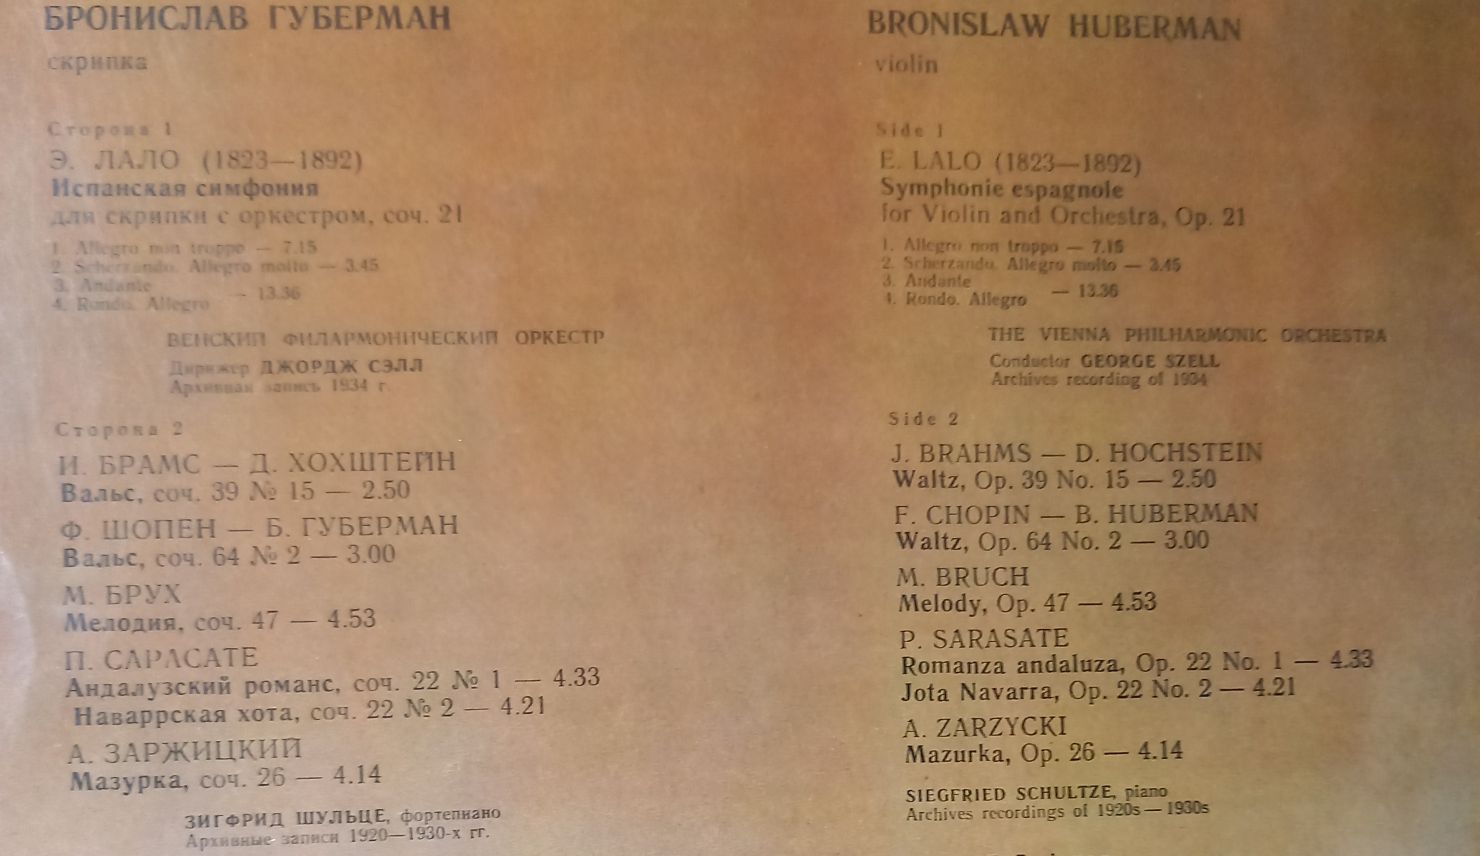 БРОНИСЛАВ ГУБЕРМАН
скрипка
Сторона 1
Э. ЛАЛО (1823—1892)
Испанская симфония
для скрипки с оркестром, соч. 21
1. Allegro non troppo — 7.15
2. Scherzando. Allegro molto — 3.45
3. Andante
4. Rondo. Allegro — 13.36
ВЕНСКИЙ ФИЛАРМОНИЧЕСКИЙ ОРКЕСТР
Дирижер ДЖОРДЖ СЭЛЛ
Архивная запись 1934 г.
Сторона 2
И. БРАМС — Д. ХОХШТЕЙН
Вальс, соч. 39 № 15 — 2.50
Ф. ШОПЕН — Б. ГУБЕРМАН
Вальс, соч. 64 № 2 — 3.00
М. БРУХ
Мелодия, соч. 47 — 4.53
П. САРАСАТЕ
Андалузский романс, соч. 22 № 1 — 4.33
Наваррская хота, соч. 22 № 2 — 4.21
А. ЗАРЖИЦКИЙ
Мазурка, соч. 26 — 4.14
ЗИГФРИД ШУЛЬЦЕ, фортепиано
Архивные записи 1920—1930-х гг.
BRONISLAW HUBERMAN
violin
Side 1
E. LALO (1823—1892)
Symphonie espagnole
for Violin and Orchestra, Op. 21
1. Allegro non troppo — 7.15
2. Scherzando. Allegro molto — 3.45
3. Andante
4. Rondo. Allegro — 13.36
THE VIENNA PHILHARMONIC ORCHESTRA
Conductor GEORGE SZELL
Archives recording of 1934
Side 2
J. BRAHMS — D. HOCHSTEIN
Waltz, Op. 39 No. 15 — 2.50
F. CHOPIN — B. HUBERMAN
Waltz, Op. 64 No. 2 — 3.00
M. BRUCH
Melody, Op. 47 — 4.53
P. SARASATE
Romanza andaluza, Op. 22 No. 1 — 4.33
Jota Navarra, Op. 22 No. 2 — 4.21
A. ZARZYCKI
Mazurka, Op. 26 — 4.14
SIEGFRIED SCHULTZE, piano
Archives recordings of 1920s—1930s